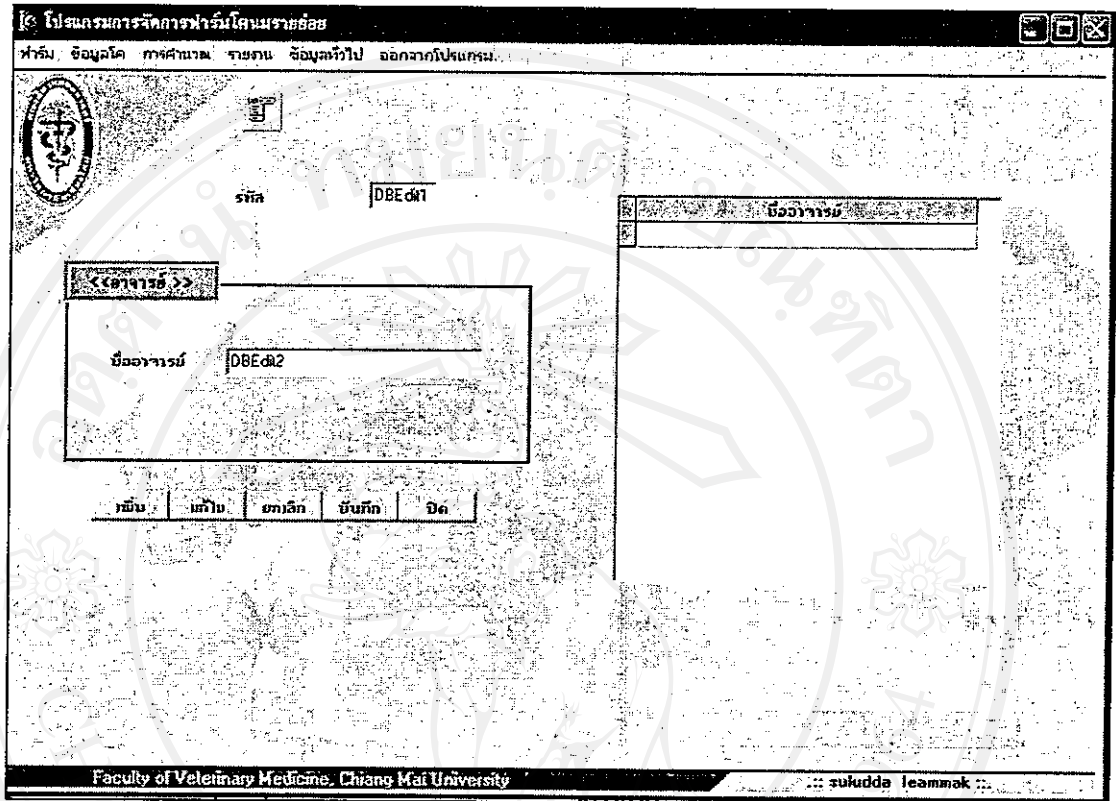 โปรแกรมการจัดการฟาร์มโคนมรายย่อย
ฟาร์ม ข้อมูลโค การคำนวณ รายงาน ข้อมูลทั่วไป ออกจากโปรแกรม
รหัส DBEdit1
ชื่ออาจารย์
<<อาจารย์ >>
ชื่ออาจารย์ DBEdit2
เพิ่ม แก้ไข ยกเลิก บันทึก ปิด
Faculty of Veterinary Medicine, Chiang Mai University
::: suludda leammak :::